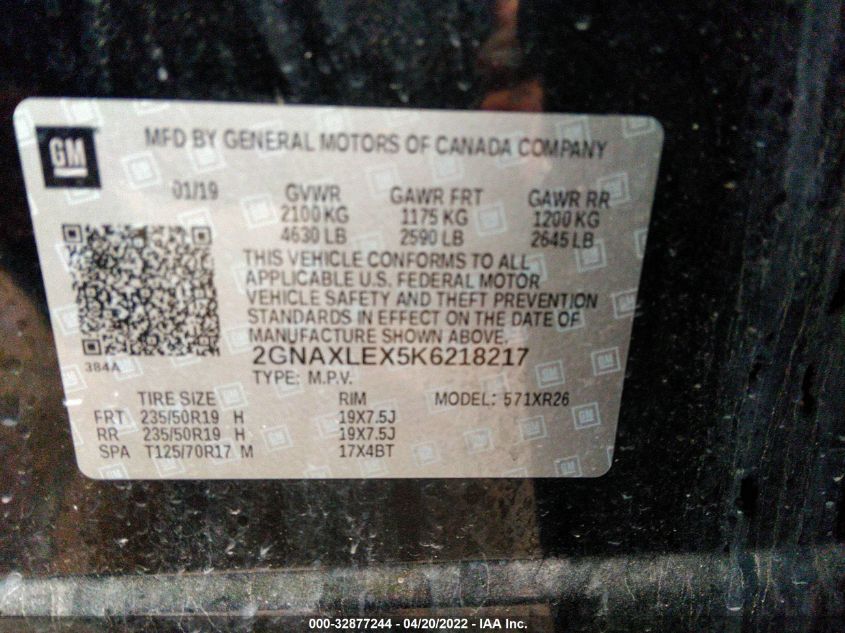 GM
MFD BY GENERAL MOTORS OF CANADA COMPANY
01/19 GVWR GAWR FRT GAWR RR
2100 KG 1175 KG 1200 KG
4630 LB 2590 LB 2645 LB
THIS VEHICLE CONFORMS TO ALL
APPLICABLE U.S. FEDERAL MOTOR
VEHICLE SAFETY AND THEFT PREVENTION
STANDARDS IN EFFECT ON THE DATE OF
MANUFACTURE SHOWN ABOVE.
384A
2GNAXLEX5K6218217
TYPE: M.P.V.
TIRE SIZE RIM MODEL: 571XR26
FRT 235/50R19 H 19X7.5J
RR 235/50R19 H 19X7.5J
SPA T125/70R17 M 17X4BT
000-32877244 - 04/20/2022 - IAA Inc.